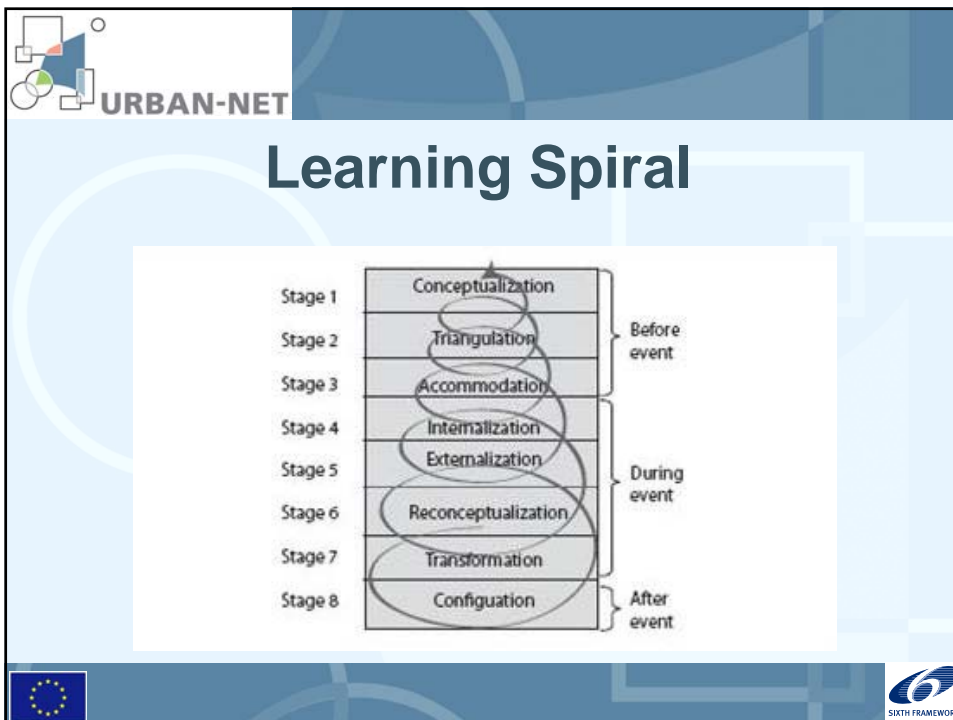 URBAN-NET
Learning Spiral
Stage 1 Conceptualization
Stage 2 Triangulation
Before event
Stage 3 Accommodation
Stage 4 Internalization
Stage 5 Externalization
During event
Stage 6 Reconceptualization
Stage 7 Transformation
Stage 8 Configuation
After event
6
SIXTH FRAMEWOR